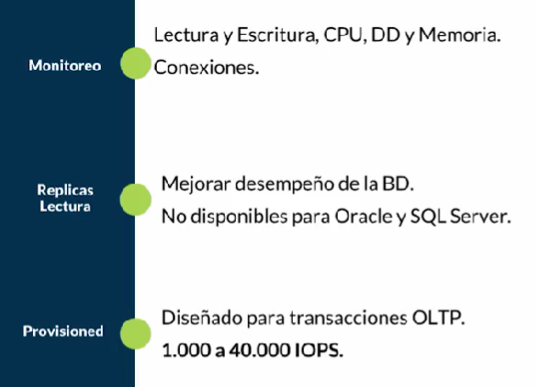 Monitoreo
Lectura y Escritura, CPU, DD y Memoria.
Conexiones.
Replicas
Lectura
Mejorar desempeño de la BD.
No disponibles para Oracle y SQL Server.
Provisioned
Diseñado para transacciones OLTP.
1.000 a 40.000 IOPS.